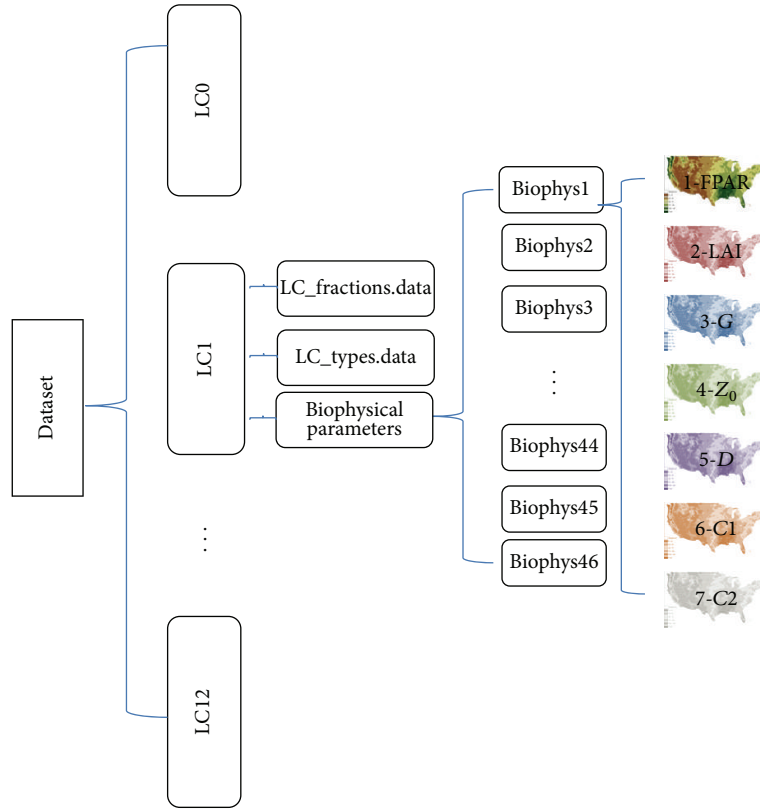 Dataset
LC0
LC1
⋯
LC12
LC_fractions.data
LC_types.data
Biophysical
parameters
Biophys1
Biophys2
Biophys3
⋯
Biophys44
Biophys45
Biophys46
1-FPAR
2-LAI
3-G
4-Z₀
5-D
6-C1
7-C2